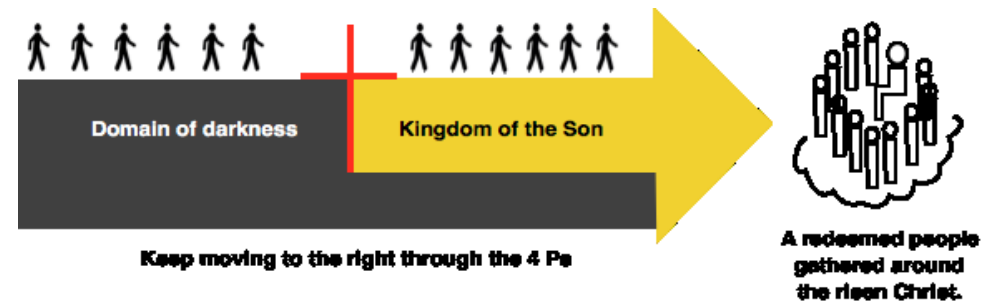 Domain of darkness
Kingdom of the Son
Keep moving to the right through the 4 Ps
A redeemed people
gathered around
the risen Christ.